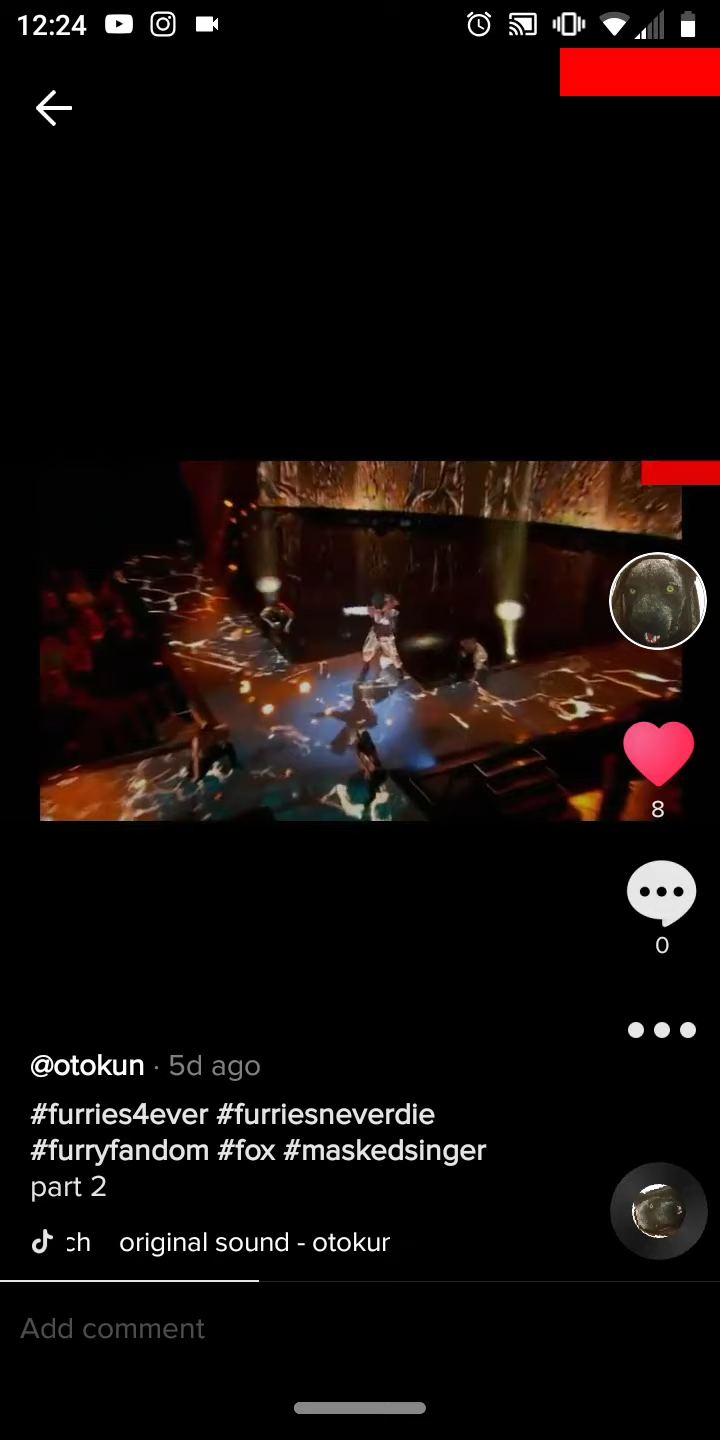 12:24
8
0
@otokun · 5d ago
#furries4ever #furriesneverdie
#furryfandom #fox #maskedsinger
part 2
ch original sound - otokur
Add comment